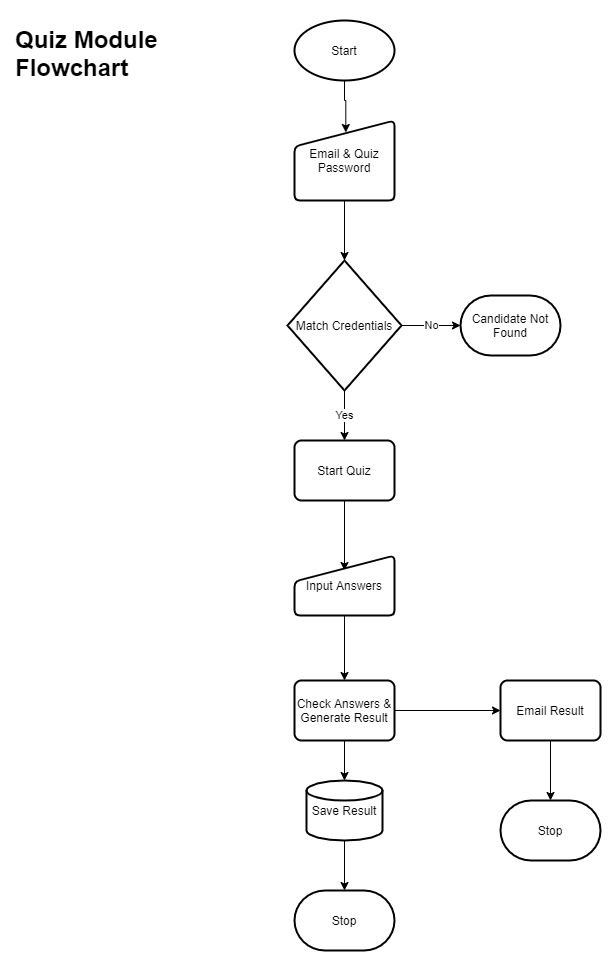 Quiz Module
Flowchart
Start
Email & Quiz
Password
Match Credentials
No
Candidate Not
Found
Yes
Start Quiz
Input Answers
Check Answers &
Generate Result
Email Result
Save Result
Stop
Stop